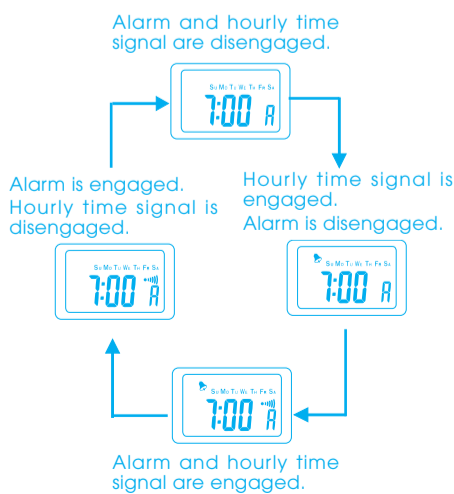 Alarm and hourly time
signal are disengaged.
Su Mo Tu We Th Fr Sa
7:00 A
Alarm is engaged.
Hourly time signal is
disengaged.
Hourly time signal is
engaged.
Alarm is disengaged.
Su Mo Tu We Th Fr Sa
7:00 A
Su Mo Tu We Th Fr Sa
7:00 A
Su Mo Tu We Th Fr Sa
7:00 A
Alarm and hourly time
signal are engaged.